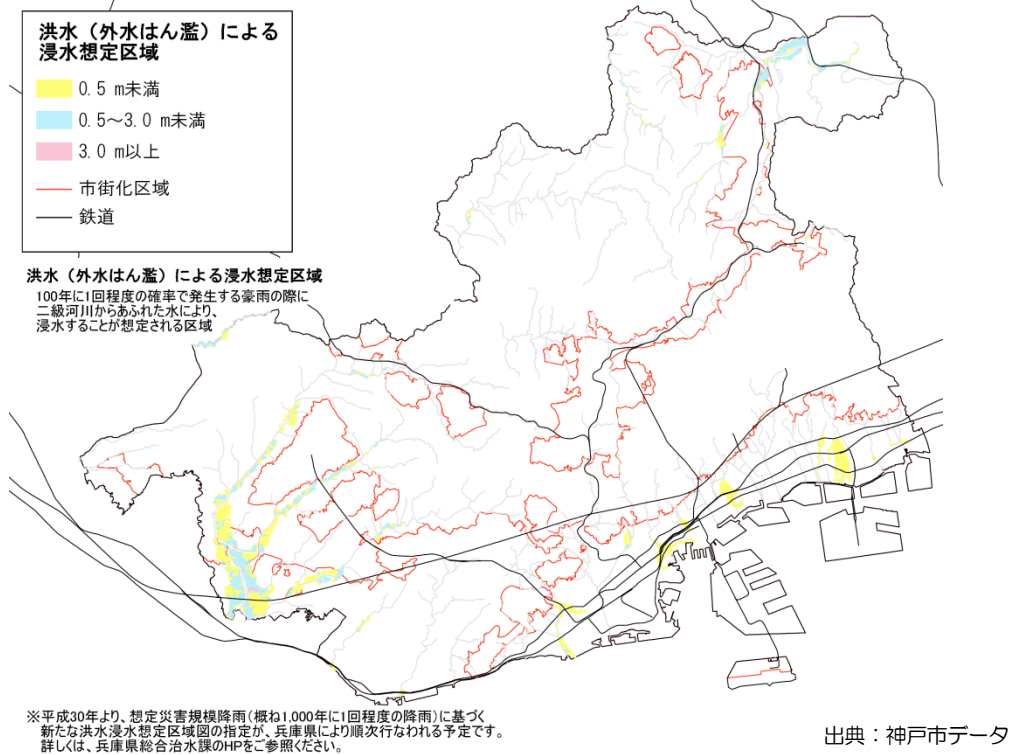 洪水（外水はん濫）による
浸水想定区域
0.5 m未満
0.5～3.0 m未満
3.0 m以上
市街化区域
鉄道
洪水（外水はん濫）による浸水想定区域
100年に1回程度の確率で発生する豪雨の際に
二級河川からあふれた水により、
浸水することが想定される区域
※平成30年より、想定災害規模降雨(概ね1,000年に1回程度の降雨)に基づく
新たな洪水浸水想定区域図の指定が、兵庫県により順次行なわれる予定です。
詳しくは、兵庫県総合治水課のHPをご参照ください。
出典：神戸市データ